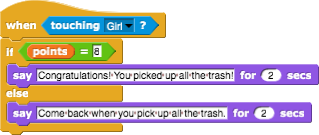 when touching Girl ?
if points = 8
say Congratulations! You picked up all the trash! for 2 secs
else
say Come back when you pick up all the trash. for 2 secs